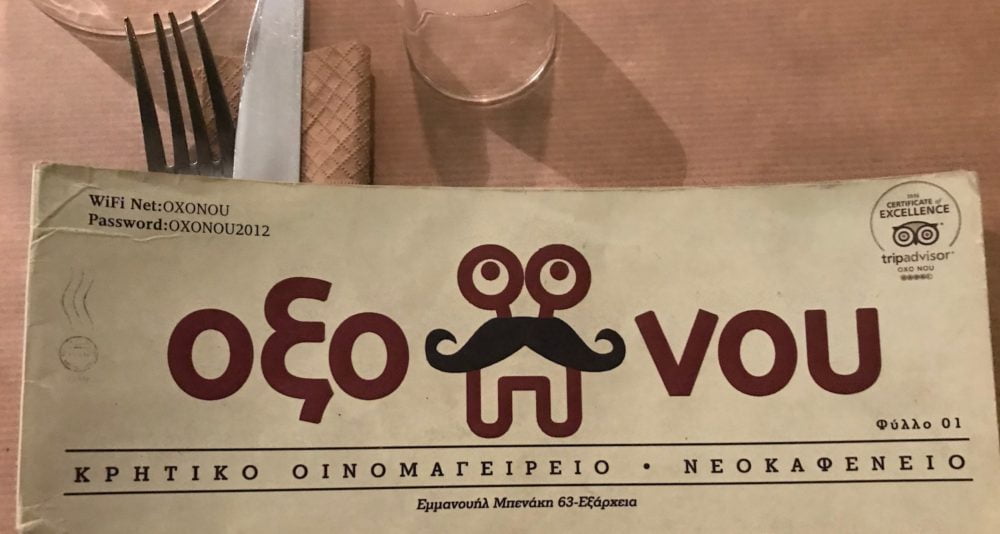 WiFi Net:OXONOU
Password:OXONOU2012
CERTIFICATE of
EXCELLENCE
tripadvisor
OXO NOU
οξο νου
Φύλλο 01
ΚΡΗΤΙΚΟ ΟΙΝΟΜΑΓΕΙΡΕΙΟ • ΝΕΟΚΑΦΕΝΕΙΟ
Εμμανουήλ Μπενάκη 63-Εξάρχεια